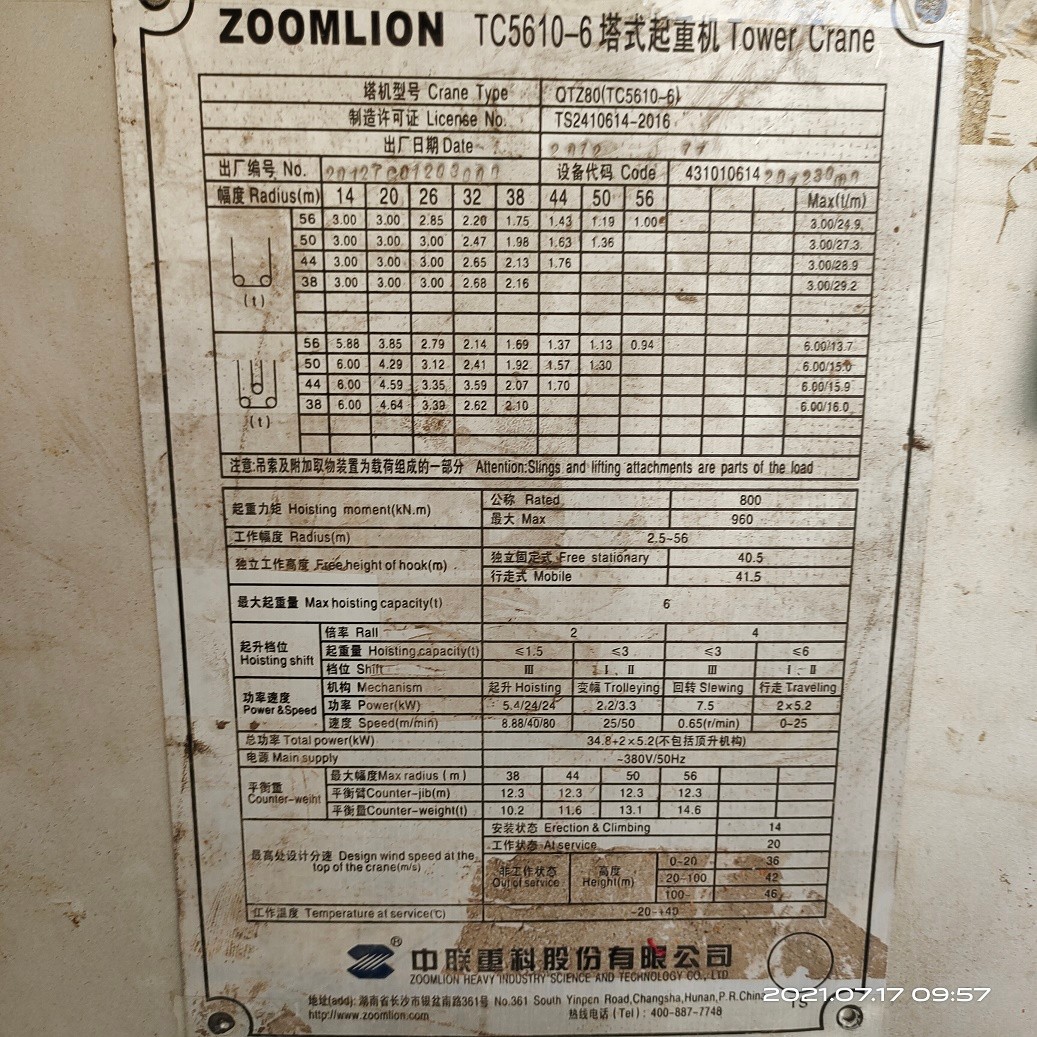 ZOOMLION TC5610-6 塔式起重机 Tower Crane
塔机型号 Crane Type QTZ80(TC5610-6)
制造许可证 License No. TS2410614-2016
出厂日期 Date 2012 11
出厂编号 No. 设备代码 Code 431010614
幅度 Radius(m) 14 20 26 32 38 44 50 56 Max(t/m)
56 3.00 3.00 2.85 2.20 1.75 1.43 1.19 1.00 3.00/24.9
50 3.00 3.00 3.00 2.47 1.98 1.63 1.36 3.00/27.3
44 3.00 3.00 3.00 2.65 2.13 1.76 3.00/28.9
38 3.00 3.00 3.00 2.68 2.16 3.00/29.2
(t)
56 5.88 3.85 2.79 2.14 1.69 1.37 1.13 0.94 6.00/13.7
50 6.00 4.29 3.12 2.41 1.92 1.57 1.30 6.00/15.0
44 6.00 4.59 3.35 3.59 2.07 1.70 6.00/15.9
38 6.00 4.64 3.39 2.62 2.10 6.00/16.0
(t)
注意:吊索及附加取物装置为载荷组成的一部分 Attention:Slings and lifting attachments are parts of the load
起重力矩 Hoisting moment(kN.m) 公称 Rated 800
最大 Max 960
工作幅度 Radius(m) 2.5~56
独立工作高度 Free height of hook(m) 独立固定式 Free stationary 40.5
行走式 Mobile 41.5
最大起重量 Max hoisting capacity(t) 6
起升档位 Hoisting shift 倍率 Rall 2 4
起重量 Hoisting capacity(t) ≤1.5 ≤3 ≤3 ≤6
档位 Shift Ⅲ Ⅰ、Ⅱ Ⅲ Ⅰ、Ⅱ
功率速度 Power &Speed 机构 Mechanism 起升 Hoisting 变幅 Trolleying 回转 Slewing 行走 Traveling
功率 Power(kW) 5.4/24/24 2.2/3.3 7.5 2×5.2
速度 Speed(m/min) 8.88/40/80 25/50 0.65(r/min) 0~25
总功率 Total power(kW) 34.8+2×5.2(不包括顶升机构)
电源 Main supply ~380V/50Hz
平衡重 Counter-weiht 最大幅度Max radius (m) 38 44 50 56
平衡臂Counter-jib(m) 12.3 12.3 12.3 12.3
平衡重Counter-weight(t) 10.2 11.6 13.1 14.6
最高处设计分速 Design wind speed at the top of the crane(m/s) 安装状态 Erection & Climbing 14
工作状态 At service 20
非工作状态 Out of service 高度 Height(m) 0-20 36
20-100 42
100- 46
工作温度 Temperature at service(℃) -20~+40
® 中联重科股份有限公司
ZOOMLION HEAVY INDUSTRY SCIENCE AND TECHNOLOGY CO., LTD
地址(add): 湖南省长沙市银盆南路361号 No.361 South Yinpen Road,Changsha,Hunan,P.R.China
http://www.zoomlion.com 热线电话 (Tel): 400-887-7748
TS
2021.07.17 09:57